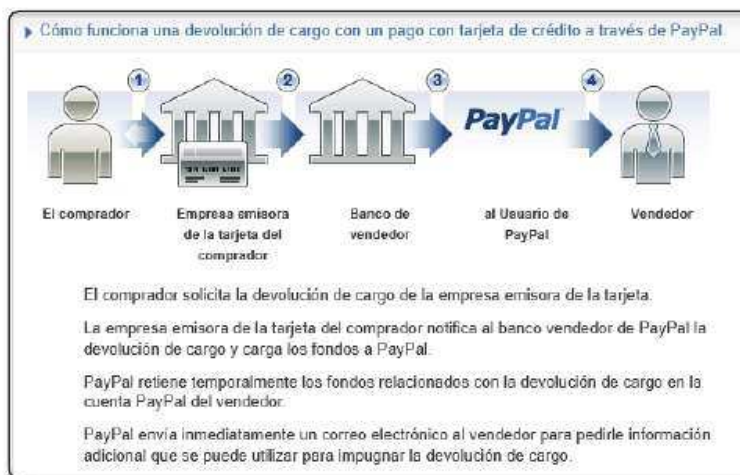 Cómo funciona una devolución de cargo con un pago con tarjeta de crédito a través de PayPal.
1 2 3 4
PayPal
El comprador Empresa emisora Banco de al Usuario de Vendedor
de la tarjeta del vendedor PayPal
comprador
El comprador solicita la devolución de cargo de la empresa emisora de la tarjeta.
La empresa emisora de la tarjeta del comprador notifica al banco vendedor de PayPal la
devolución de cargo y carga los fondos a PayPal.
PayPal retiene temporalmente los fondos relacionados con la devolución de cargo en la
cuenta PayPal del vendedor.
PayPal envía inmediatamente un correo electrónico al vendedor para pedirle información
adicional que se puede utilizar para impugnar la devolución de cargo.